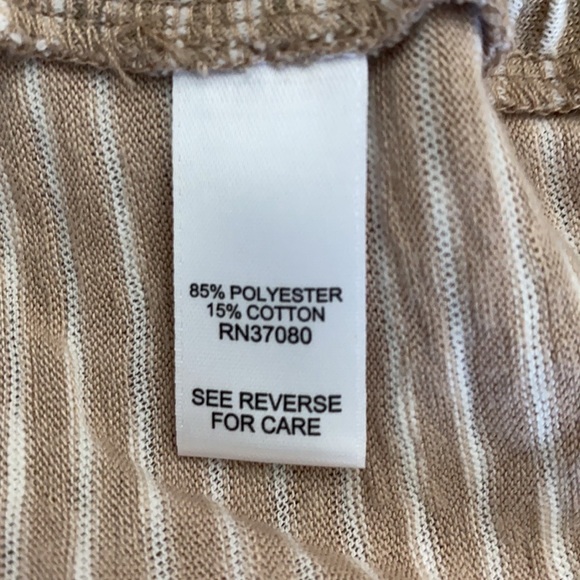 85% POLYESTER
15% COTTON
RN37080
SEE REVERSE
FOR CARE